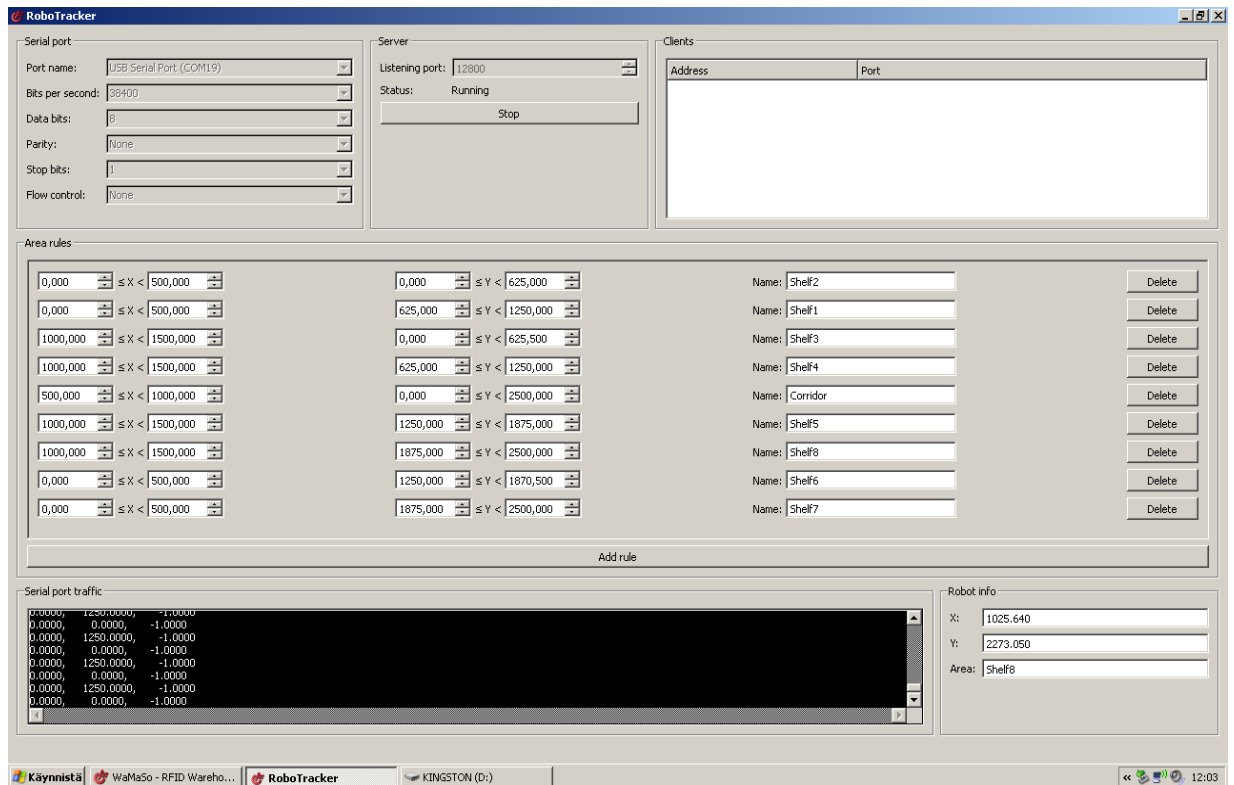 RoboTracker
Serial port
Port name: USB Serial Port (COM19)
Bits per second: 38400
Data bits: 8
Parity: None
Stop bits: 1
Flow control: None
Server
Listening port: 12800
Status: Running
Stop
Clients
Address Port
Area rules
0,000 ≤ X < 500,000 0,000 ≤ Y < 625,000 Name: Shelf2 Delete
0,000 ≤ X < 500,000 625,000 ≤ Y < 1250,000 Name: Shelf1 Delete
1000,000 ≤ X < 1500,000 0,000 ≤ Y < 625,500 Name: Shelf3 Delete
1000,000 ≤ X < 1500,000 625,000 ≤ Y < 1250,000 Name: Shelf4 Delete
500,000 ≤ X < 1000,000 0,000 ≤ Y < 2500,000 Name: Corridor Delete
1000,000 ≤ X < 1500,000 1250,000 ≤ Y < 1875,000 Name: Shelf5 Delete
1000,000 ≤ X < 1500,000 1875,000 ≤ Y < 2500,000 Name: Shelf8 Delete
0,000 ≤ X < 500,000 1250,000 ≤ Y < 1870,500 Name: Shelf6 Delete
0,000 ≤ X < 500,000 1875,000 ≤ Y < 2500,000 Name: Shelf7 Delete
Add rule
Serial port traffic
0.0000, 1250.0000, -1.0000
0.0000, 0.0000, -1.0000
0.0000, 1250.0000, -1.0000
0.0000, 0.0000, -1.0000
0.0000, 1250.0000, -1.0000
0.0000, 0.0000, -1.0000
0.0000, 1250.0000, -1.0000
0.0000, 0.0000, -1.0000
Robot info
X: 1025.640
Y: 2273.050
Area: Shelf8
Käynnistä WaMaSo - RFID Wareho... RoboTracker KINGSTON (D:) 12:03